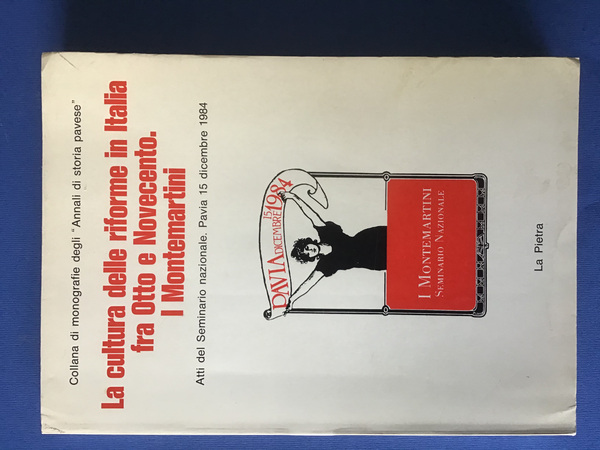 Collana di monografie degli "Annali di storia pavese"
La cultura delle riforme in Italia
fra Otto e Novecento.
I Montemartini
Atti del Seminario nazionale. Pavia 15 dicembre 1984
PAVIA DICEMBRE 15 1984
I MONTEMARTINI
SEMINARIO NAZIONALE
La Pietra